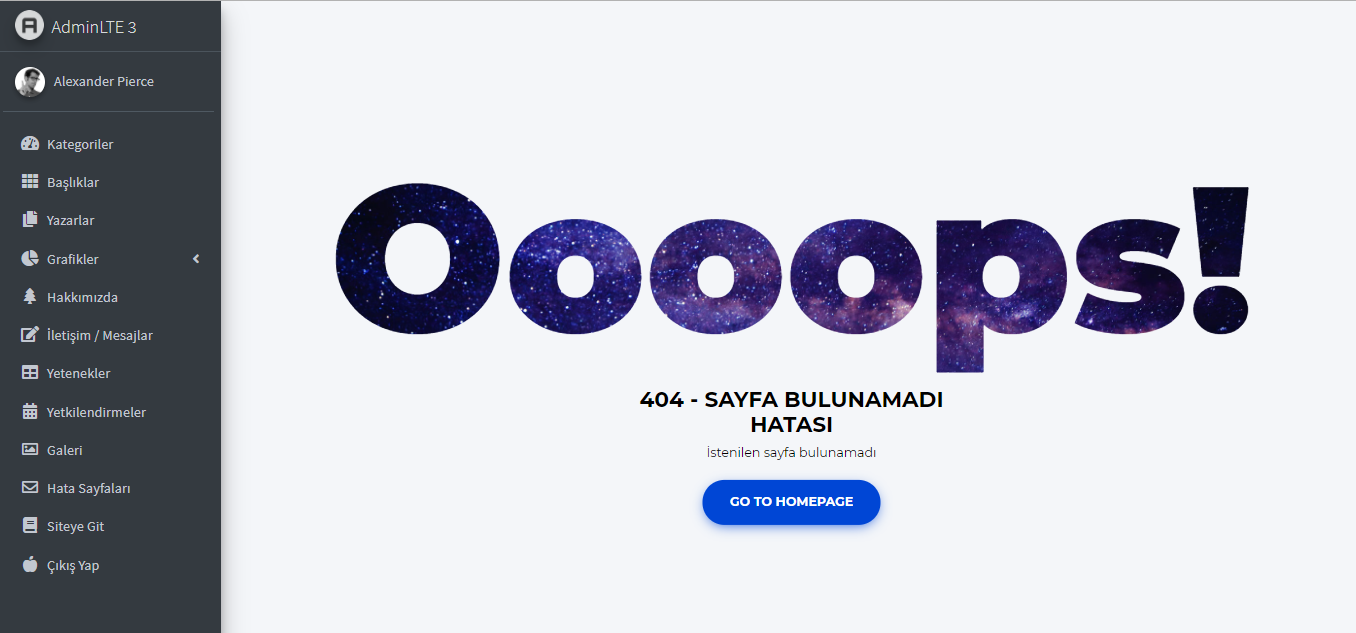 AdminLTE 3
Alexander Pierce
Kategoriler
Başlıklar
Yazarlar
Grafikler
Hakkımızda
İletişim / Mesajlar
Yetenekler
Yetkilendirmeler
Galeri
Hata Sayfaları
Siteye Git
Çıkış Yap
Oooops!
404 - SAYFA BULUNAMADI
HATASI
İstenilen sayfa bulunamadı
GO TO HOMEPAGE